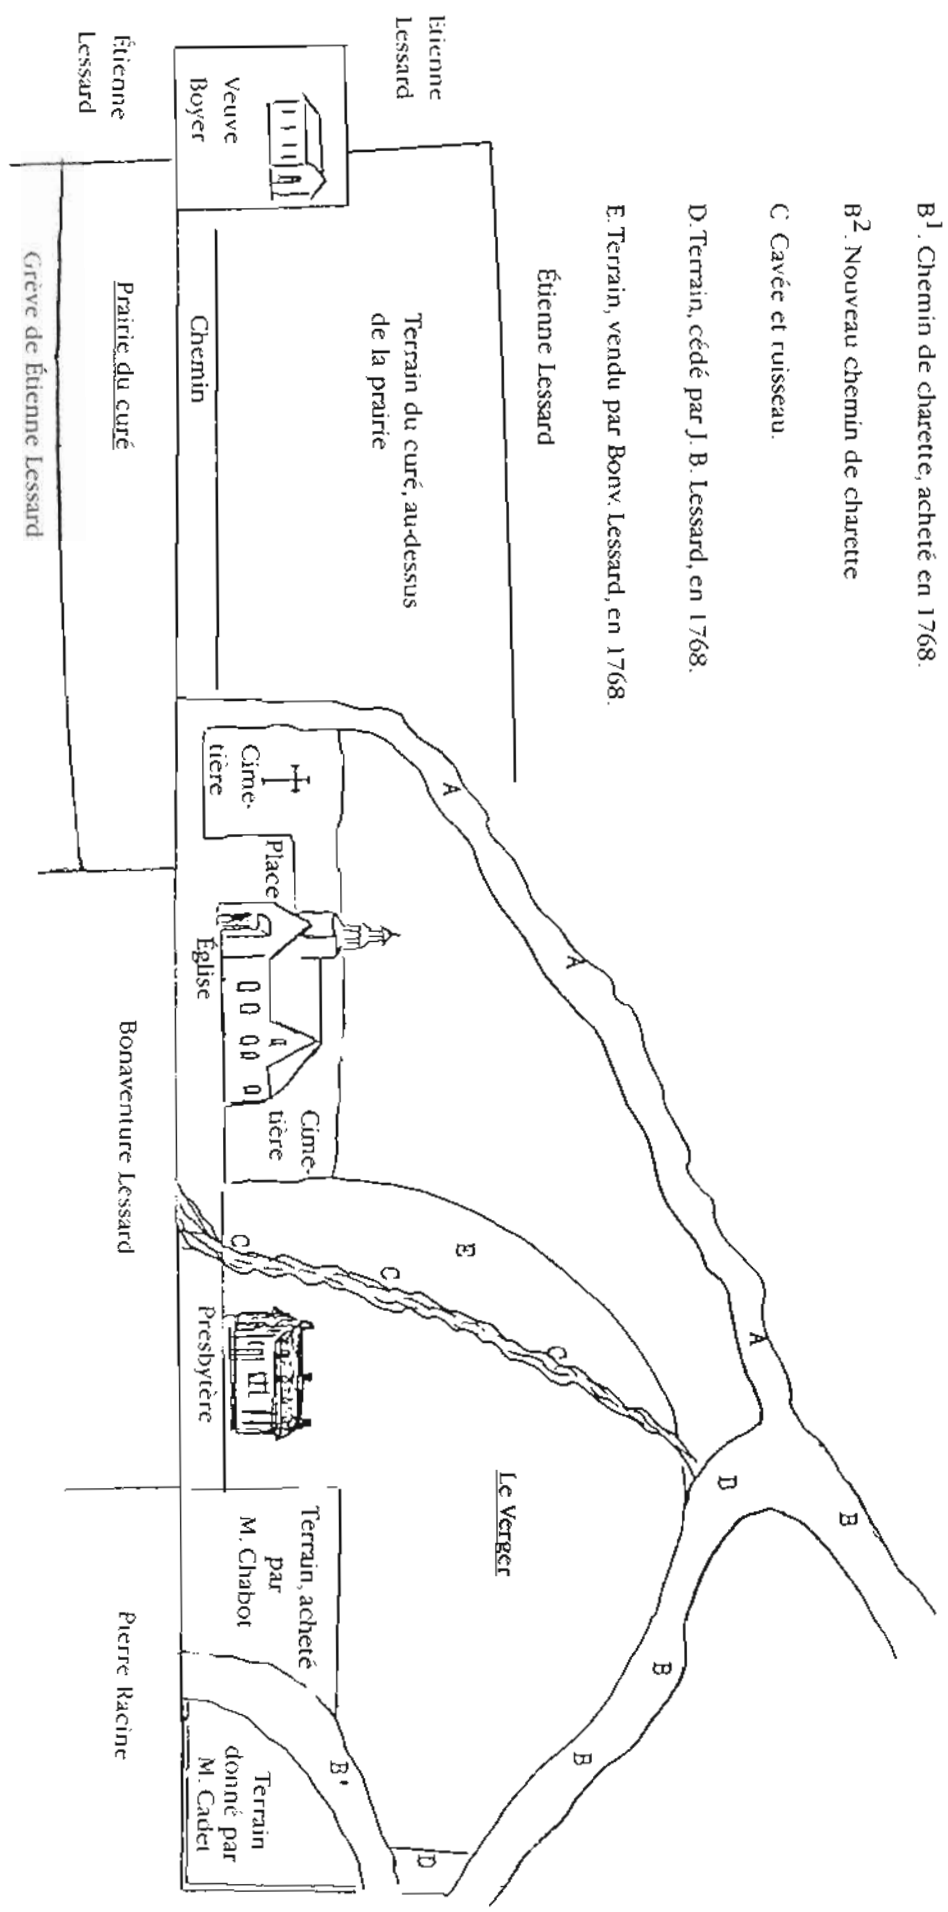 B¹. Chemin de charette, acheté en 1768.
B². Nouveau chemin de charette
C Cavée et ruisseau.
D. Terrain, cédé par J. B. Lessard, en 1768.
E. Terrain, vendu par Bonv. Lessard, en 1768.
Étienne Lessard
Etienne
Lessard
Terrain du curé, au-dessus
de la prairie
Veuve
Boyer
Chemin
Étienne
Lessard
Prairie du curé
Grève de Étienne Lessard
A
A
A
B
B
B
B
Cime-
tière
Place
Église
Cime-
tière
E
C
C
C
Le Verger
Presbytère
Bonaventure Lessard
Terrain, acheté
par
M. Chabot
B'
D
Terrain
donné par
M. Cadet
Pierre Racine